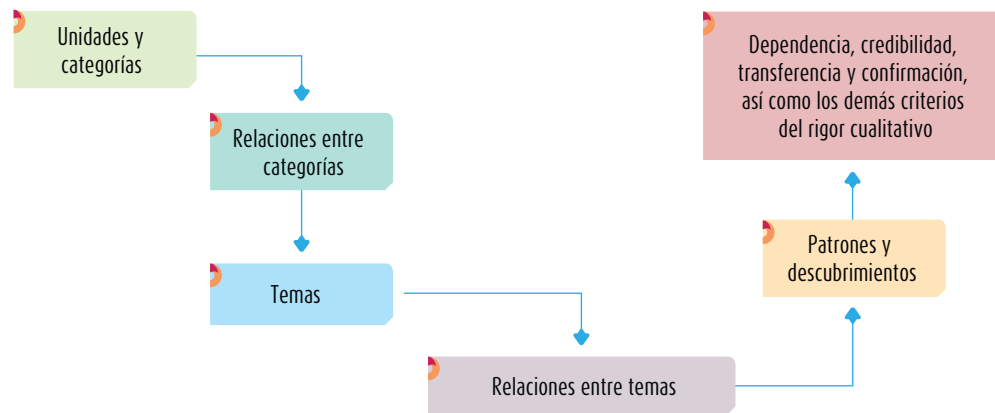 Unidades y
categorías
Relaciones entre
categorías
Temas
Relaciones entre temas
Patrones y
descubrimientos
Dependencia, credibilidad,
transferencia y confirmación,
así como los demás criterios
del rigor cualitativo